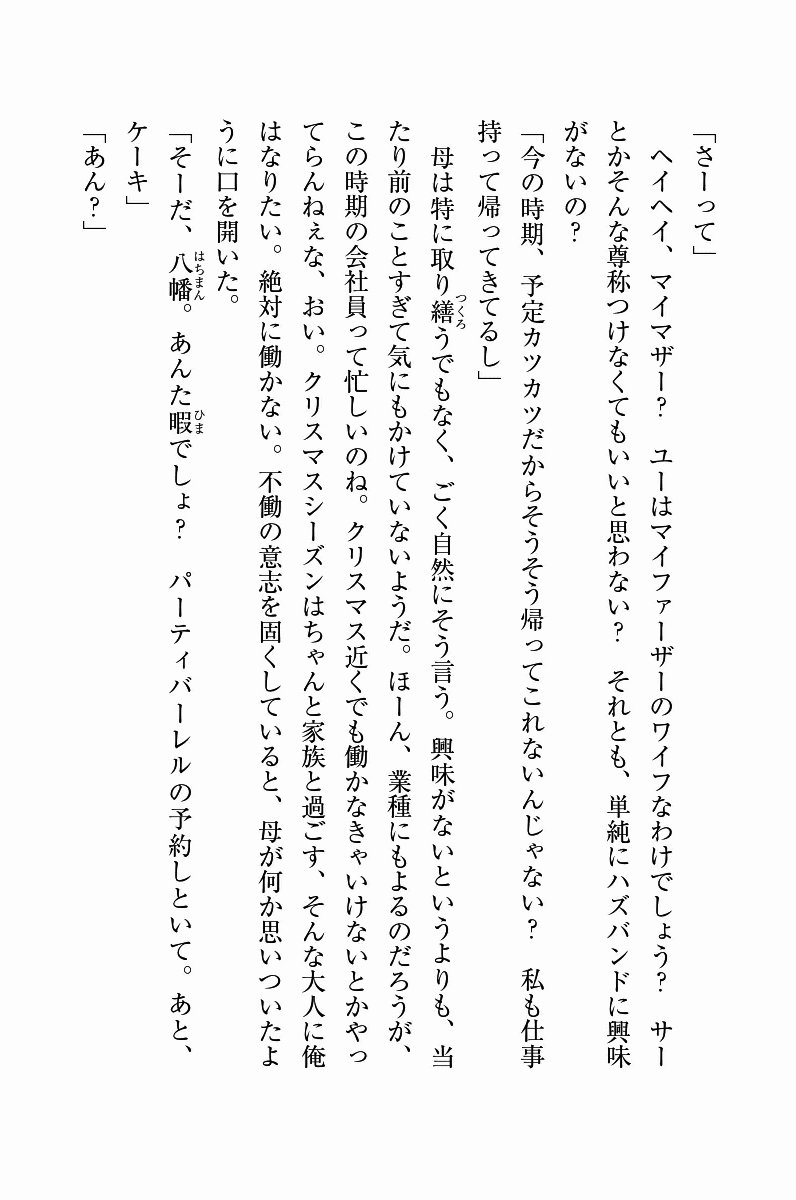 「さーって」
　ヘイヘイ、マイマザー？　ユーはマイファーザーのワイフなわけでしょう？　サー
とかそんな尊称つけなくてもいいと思わない？　それとも、単純にハズバンドに興味
がないの？
「今の時期、予定カツカツだからそうそう帰ってこれないんじゃない？　私も仕事
持って帰ってきてるし」
　母は特に取り繕うでもなく、ごく自然にそう言う。興味がないというよりも、当
たり前のことすぎて気にもかけていないようだ。ほーん、業種にもよるのだろうが、
この時期の会社員って忙しいのね。クリスマス近くでも働かなきゃいけないとかやっ
てらんねぇな、おい。クリスマスシーズンはちゃんと家族と過ごす、そんな大人に俺
はなりたい。絶対に働かない。不働の意志を固くしていると、母が何か思いついたよ
うに口を開いた。
「そーだ、八幡。あんた暇でしょ？　パーティバーレルの予約しといて。あと、
ケーキ」
「あん？」
つくろ
はちまん
ひま